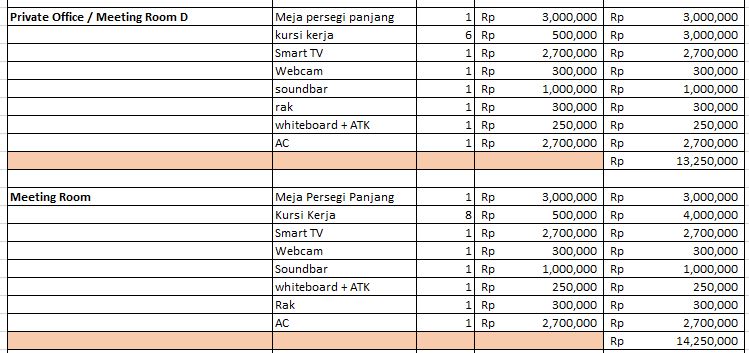 Private Office / Meeting Room D Meja persegi panjang 1 Rp 3,000,000 Rp 3,000,000
kursi kerja 6 Rp 500,000 Rp 3,000,000
Smart TV 1 Rp 2,700,000 Rp 2,700,000
Webcam 1 Rp 300,000 Rp 300,000
soundbar 1 Rp 1,000,000 Rp 1,000,000
rak 1 Rp 300,000 Rp 300,000
whiteboard + ATK 1 Rp 250,000 Rp 250,000
AC 1 Rp 2,700,000 Rp 2,700,000
Rp 13,250,000
Meeting Room Meja Persegi Panjang 1 Rp 3,000,000 Rp 3,000,000
Kursi Kerja 8 Rp 500,000 Rp 4,000,000
Smart TV 1 Rp 2,700,000 Rp 2,700,000
Webcam 1 Rp 300,000 Rp 300,000
Soundbar 1 Rp 1,000,000 Rp 1,000,000
whiteboard + ATK 1 Rp 250,000 Rp 250,000
Rak 1 Rp 300,000 Rp 300,000
AC 1 Rp 2,700,000 Rp 2,700,000
Rp 14,250,000